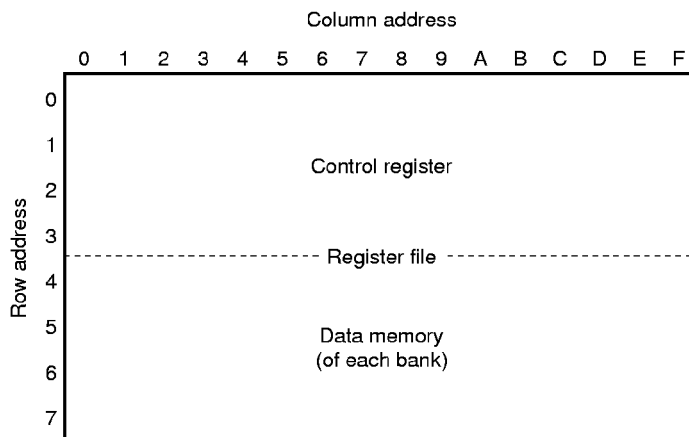 Column address
0 1 2 3 4 5 6 7 8 9 A B C D E F
Row address
0
1
2
3
4
5
6
7
Control register
Register file
Data memory
(of each bank)